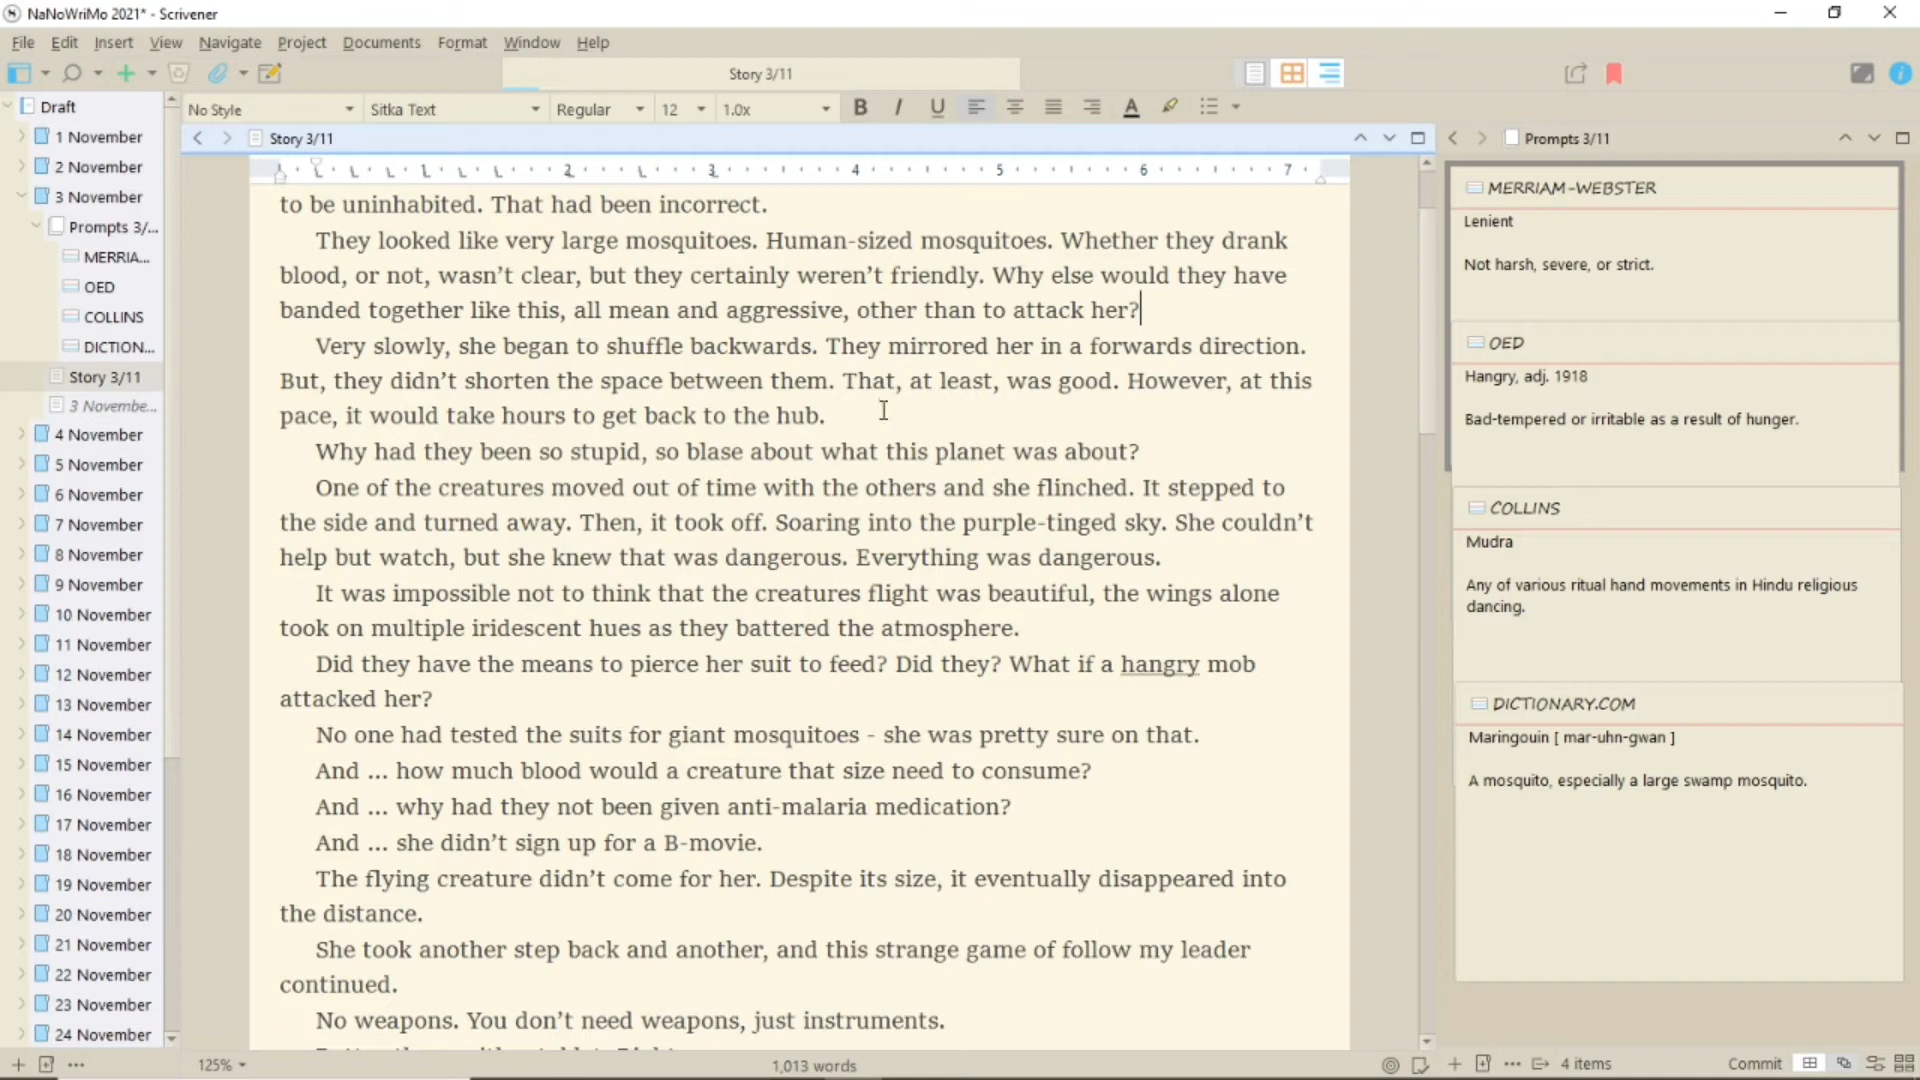 NaNoWriMo 2021* - Scrivener
File Edit Insert View Navigate Project Documents Format Window Help
Story 3/11
No Style Sitka Text Regular 12 1.0x B I U A
Draft
1 November
2 November
3 November
Prompts 3/...
MERRIA...
OED
COLLINS
DICTION...
Story 3/11
3 Novembe...
4 November
5 November
6 November
7 November
8 November
9 November
10 November
11 November
12 November
13 November
14 November
15 November
16 November
17 November
18 November
19 November
20 November
21 November
22 November
23 November
24 November
Story 3/11
1 2 3 4 5 6 7
to be uninhabited. That had been incorrect.
They looked like very large mosquitoes. Human-sized mosquitoes. Whether they drank
blood, or not, wasn’t clear, but they certainly weren’t friendly. Why else would they have
banded together like this, all mean and aggressive, other than to attack her?
Very slowly, she began to shuffle backwards. They mirrored her in a forwards direction.
But, they didn’t shorten the space between them. That, at least, was good. However, at this
pace, it would take hours to get back to the hub.
Why had they been so stupid, so blase about what this planet was about?
One of the creatures moved out of time with the others and she flinched. It stepped to
the side and turned away. Then, it took off. Soaring into the purple-tinged sky. She couldn’t
help but watch, but she knew that was dangerous. Everything was dangerous.
It was impossible not to think that the creatures flight was beautiful, the wings alone
took on multiple iridescent hues as they battered the atmosphere.
Did they have the means to pierce her suit to feed? Did they? What if a hangry mob
attacked her?
No one had tested the suits for giant mosquitoes - she was pretty sure on that.
And ... how much blood would a creature that size need to consume?
And ... why had they not been given anti-malaria medication?
And ... she didn’t sign up for a B-movie.
The flying creature didn’t come for her. Despite its size, it eventually disappeared into
the distance.
She took another step back and another, and this strange game of follow my leader
continued.
No weapons. You don’t need weapons, just instruments.
125% 1,013 words
Prompts 3/11
MERRIAM-WEBSTER
Lenient
Not harsh, severe, or strict.
OED
Hangry, adj. 1918
Bad-tempered or irritable as a result of hunger.
COLLINS
Mudra
Any of various ritual hand movements in Hindu religious
dancing.
DICTIONARY.COM
Maringouin [ mar-uhn-gwan ]
A mosquito, especially a large swamp mosquito.
4 items Commit